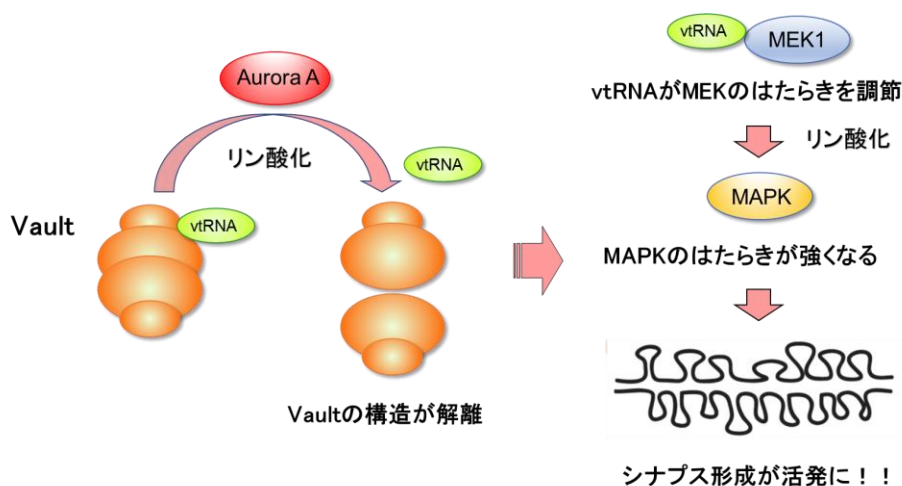 Aurora A
リン酸化
vtRNA
Vault
vtRNA
Vaultの構造が解離
vtRNA
MEK1
vtRNAがMEKのはたらきを調節
リン酸化
MAPK
MAPKのはたらきが強くなる
シナプス形成が活発に！！